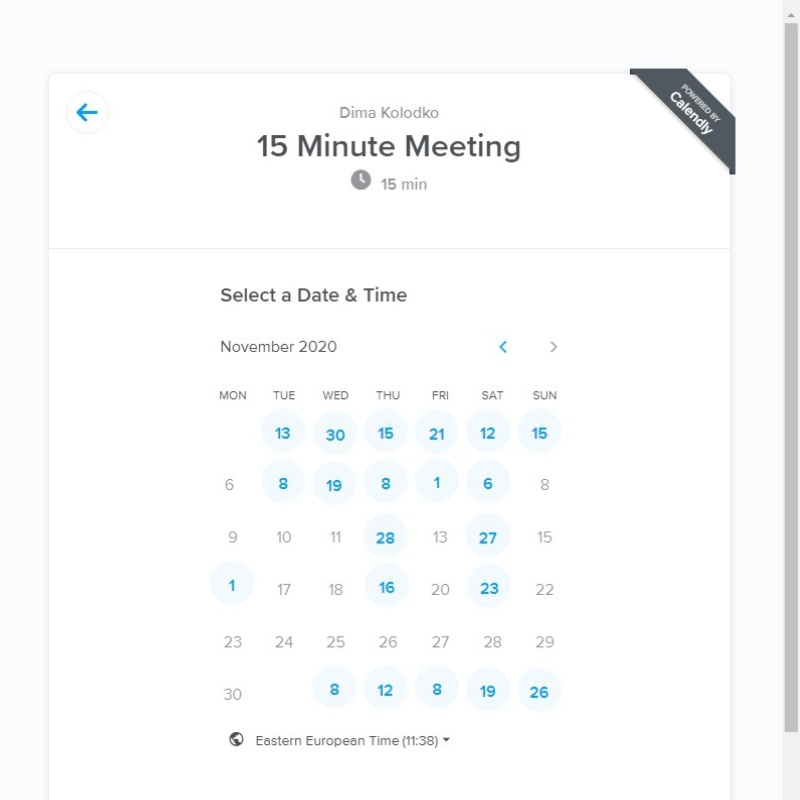 POWERED BY
Calendly
Dima Kolodko
15 Minute Meeting
15 min
Select a Date & Time
November 2020
MON TUE WED THU FRI SAT SUN
13 30 15 21 12 15
6 8 19 8 1 6 8
9 10 11 28 13 27 15
1 17 18 16 20 23 22
23 24 25 26 27 28 29
30 8 12 8 19 26
Eastern European Time (11:38)